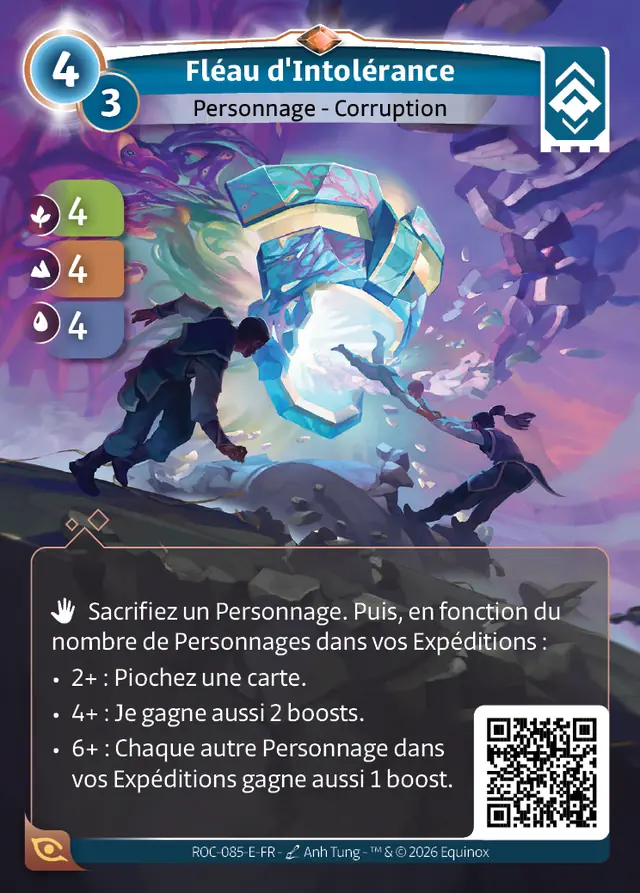 4
Fléau d'Intolérance
3
Personnage - Corruption
4
4
4
Sacrifiez un Personnage. Puis, en fonction du
nombre de Personnages dans vos Expéditions :
• 2+ : Piochez une carte.
• 4+ : Je gagne aussi 2 boosts.
• 6+ : Chaque autre Personnage dans
vos Expéditions gagne aussi 1 boost.
ROC-085-E-FR - Anh Tung - ™ & © 2026 Equinox